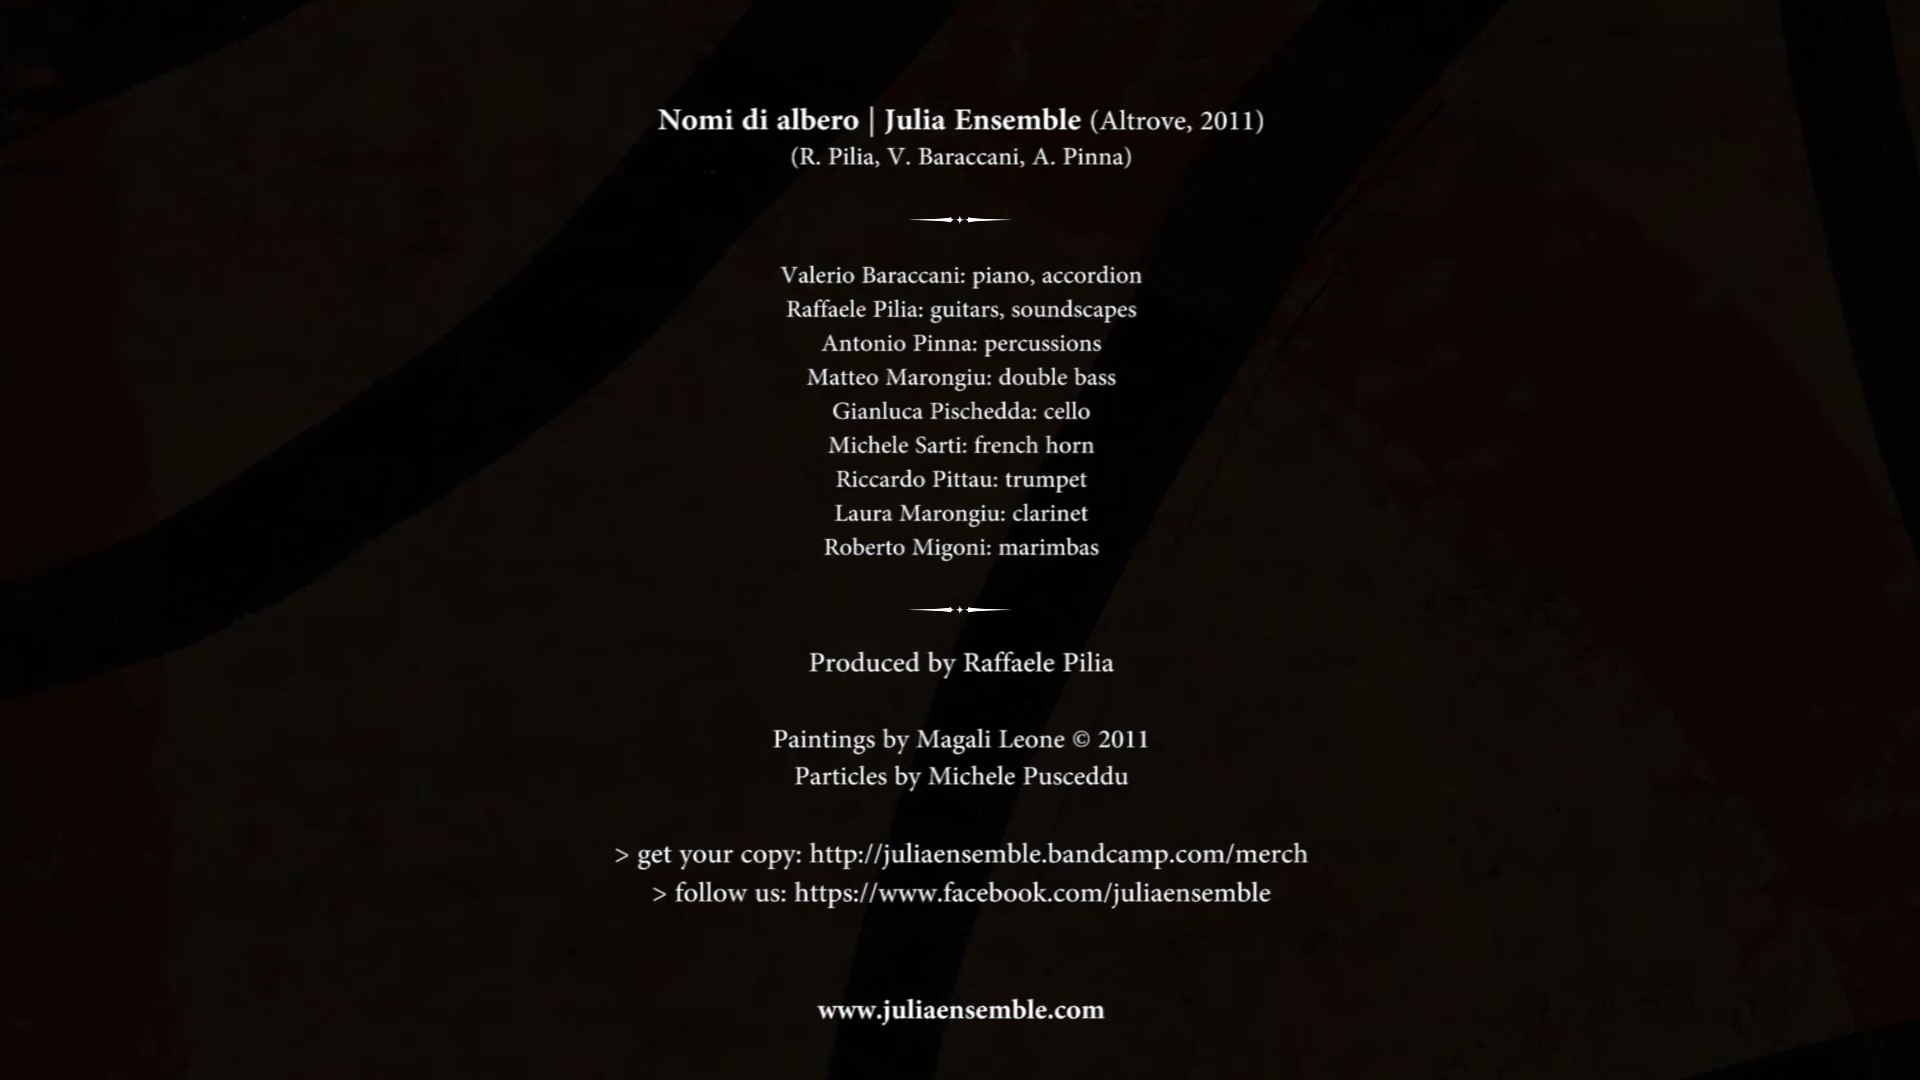 Nomi di albero | Julia Ensemble (Altrove, 2011)
(R. Pilia, V. Baraccani, A. Pinna)
Valerio Baraccani: piano, accordion
Raffaele Pilia: guitars, soundscapes
Antonio Pinna: percussions
Matteo Marongiu: double bass
Gianluca Pischedda: cello
Michele Sarti: french horn
Riccardo Pittau: trumpet
Laura Marongiu: clarinet
Roberto Migoni: marimbas
Produced by Raffaele Pilia
Paintings by Magali Leone © 2011
Particles by Michele Pusceddu
> get your copy: http://juliaensemble.bandcamp.com/merch
> follow us: https://www.facebook.com/juliaensemble
www.juliaensemble.com